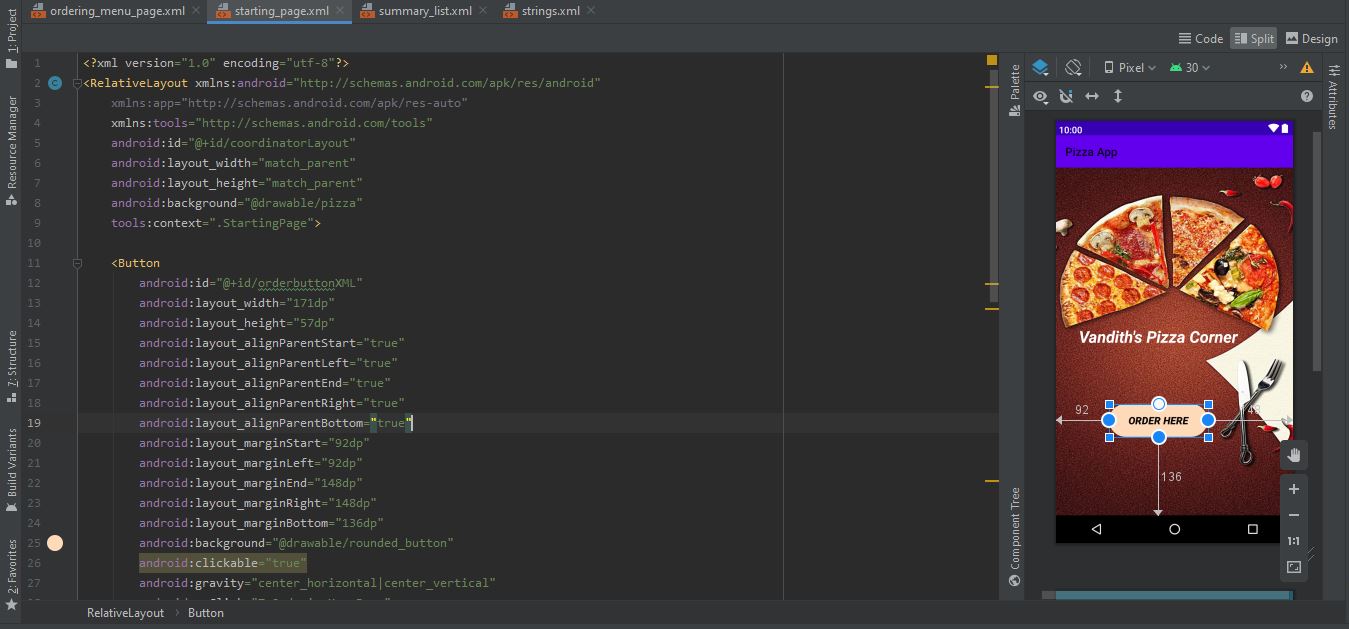 ordering_menu_page.xml starting_page.xml summary_list.xml strings.xml
Code Split Design
1: Project
Resource Manager
Z: Structure
Build Variants
2: Favorites
1 <?xml version="1.0" encoding="utf-8"?>
2 <RelativeLayout xmlns:android="http://schemas.android.com/apk/res/android"
3 xmlns:app="http://schemas.android.com/apk/res-auto"
4 xmlns:tools="http://schemas.android.com/tools"
5 android:id="@+id/coordinatorLayout"
6 android:layout_width="match_parent"
7 android:layout_height="match_parent"
8 android:background="@drawable/pizza"
9 tools:context=".StartingPage">
10
11 <Button
12 android:id="@+id/orderbuttonXML"
13 android:layout_width="171dp"
14 android:layout_height="57dp"
15 android:layout_alignParentStart="true"
16 android:layout_alignParentLeft="true"
17 android:layout_alignParentEnd="true"
18 android:layout_alignParentRight="true"
19 android:layout_alignParentBottom="true"
20 android:layout_marginStart="92dp"
21 android:layout_marginLeft="92dp"
22 android:layout_marginEnd="148dp"
23 android:layout_marginRight="148dp"
24 android:layout_marginBottom="136dp"
25 android:background="@drawable/rounded_button"
26 android:clickable="true"
27 android:gravity="center_horizontal|center_vertical"
RelativeLayout › Button
Palette
Component Tree
Pixel 30 »
Attributes
10:00
Pizza App
Vandith's Pizza Corner
92
ORDER HERE
136
1:1